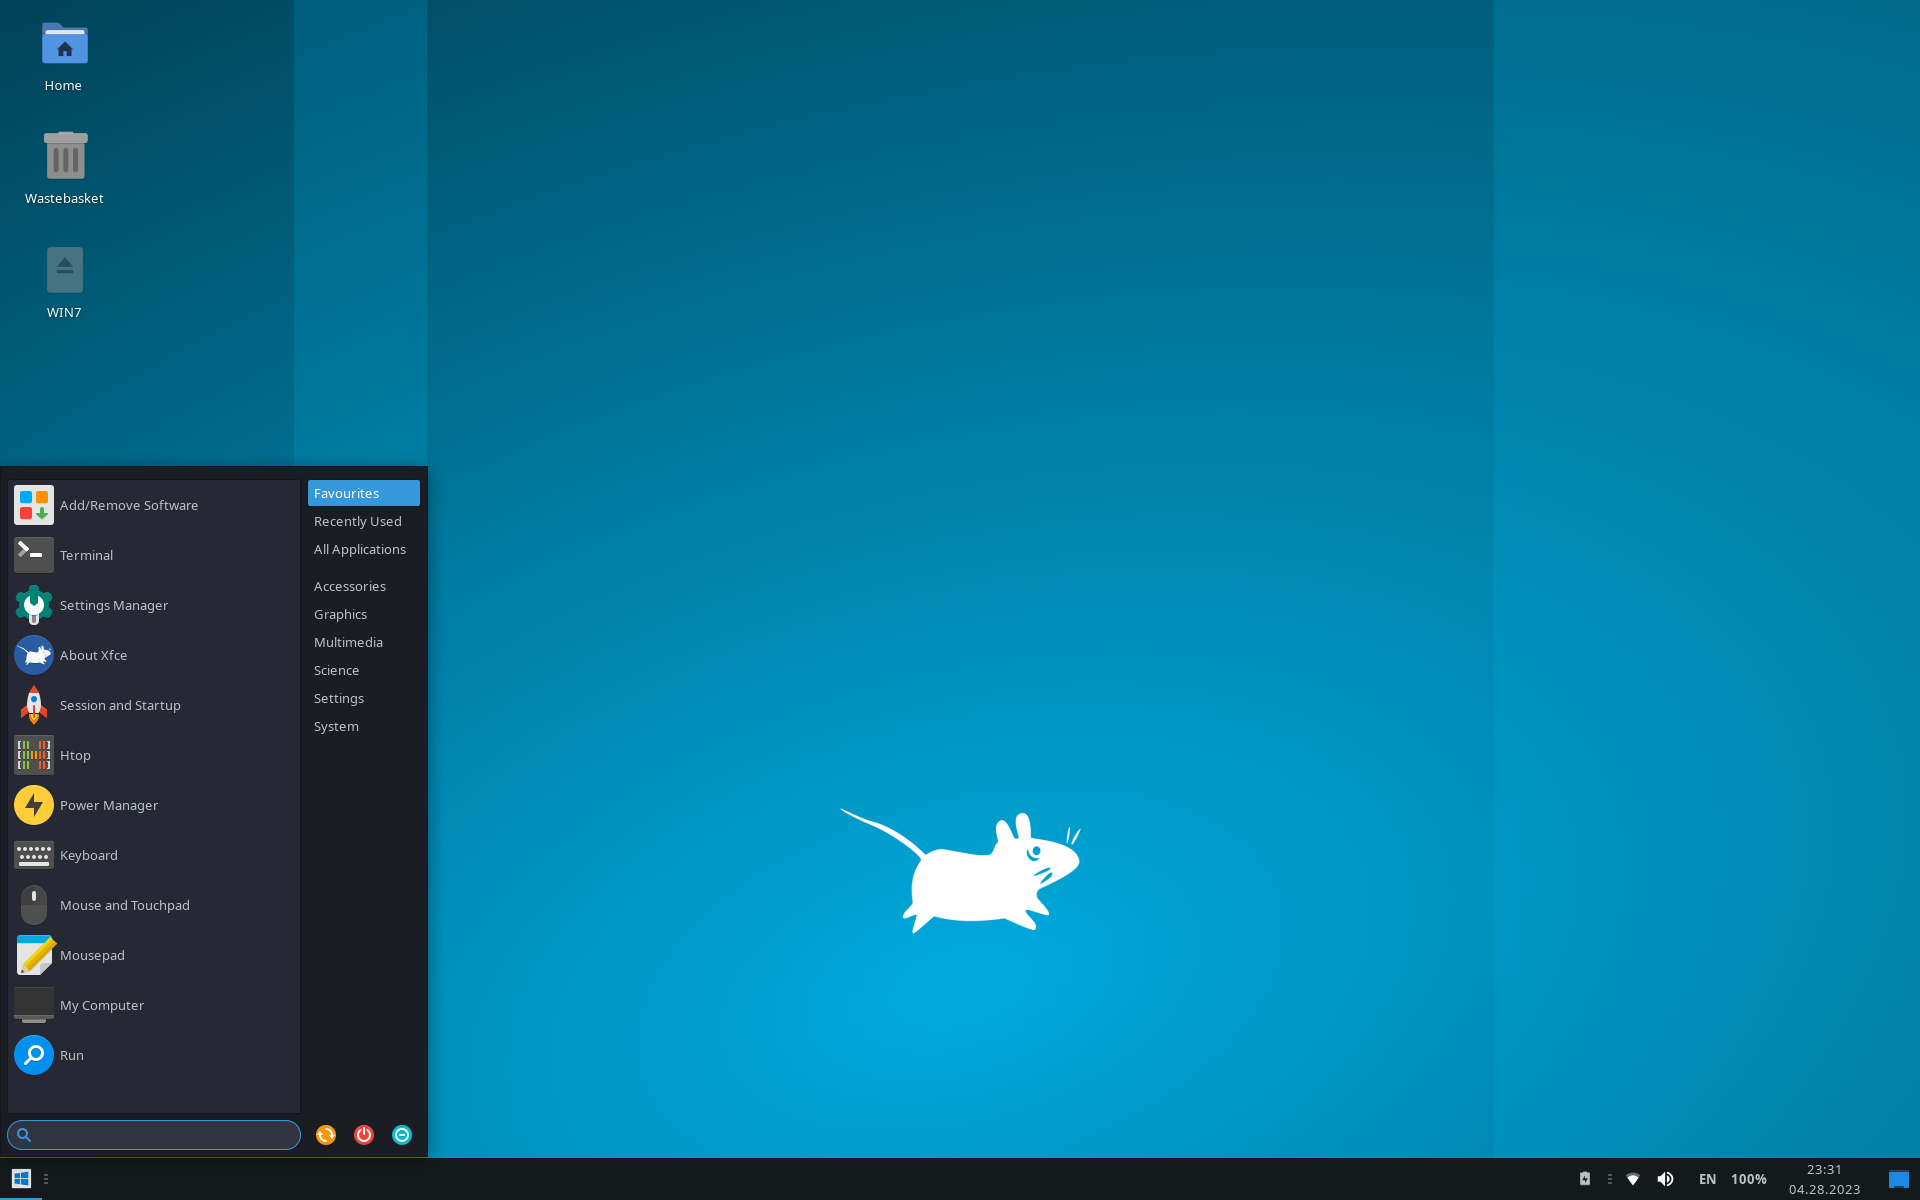 Home
Wastebasket
WIN7
Add/Remove Software
Terminal
Settings Manager
About Xfce
Session and Startup
Htop
Power Manager
Keyboard
Mouse and Touchpad
Mousepad
My Computer
Run
Favourites
Recently Used
All Applications
Accessories
Graphics
Multimedia
Science
Settings
System
EN 100%
23:31
04.28.2023